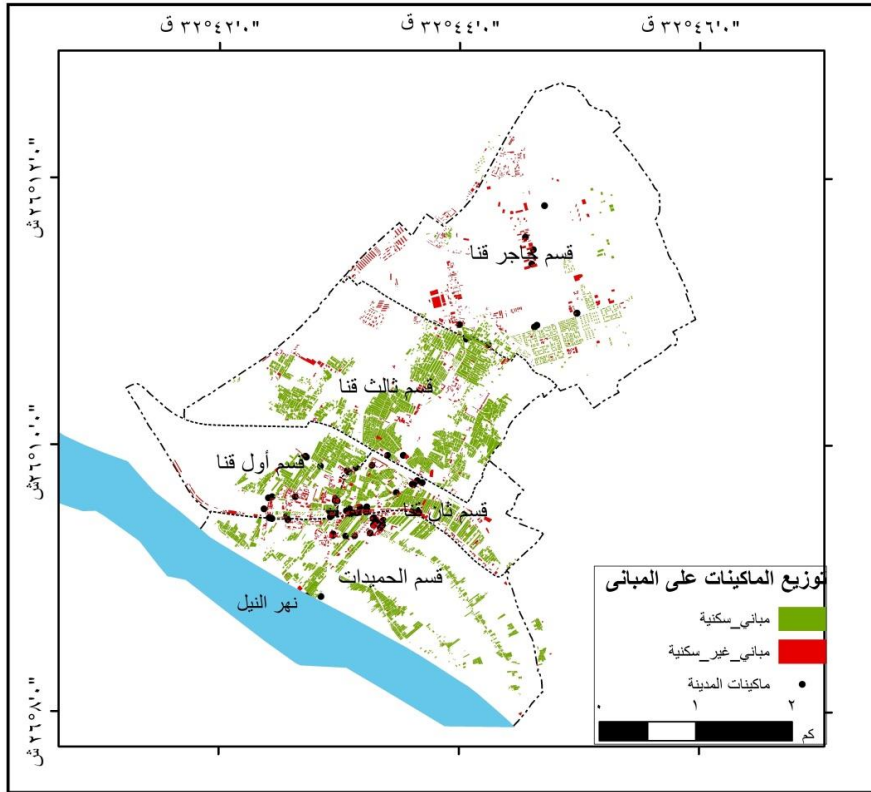 ٣٢°٤٢'٠" ق
٣٢°٤٤'٠" ق
٣٢°٤٦'٠" ق
٢٦°١٢'٠" ش
قسم حاجر قنا
قسم ثالث قنا
٢٦°١٠'٠" ش
قسم أول قنا
قسم ثان قنا
قسم الحميدات
نهر النيل
توزيع الماكينات على المبانى
مباني_سكنية
مباني_غير_سكنية
ماكينات المدينة
٠ ١ ٢
كم
٢٦°٨'٠" ش